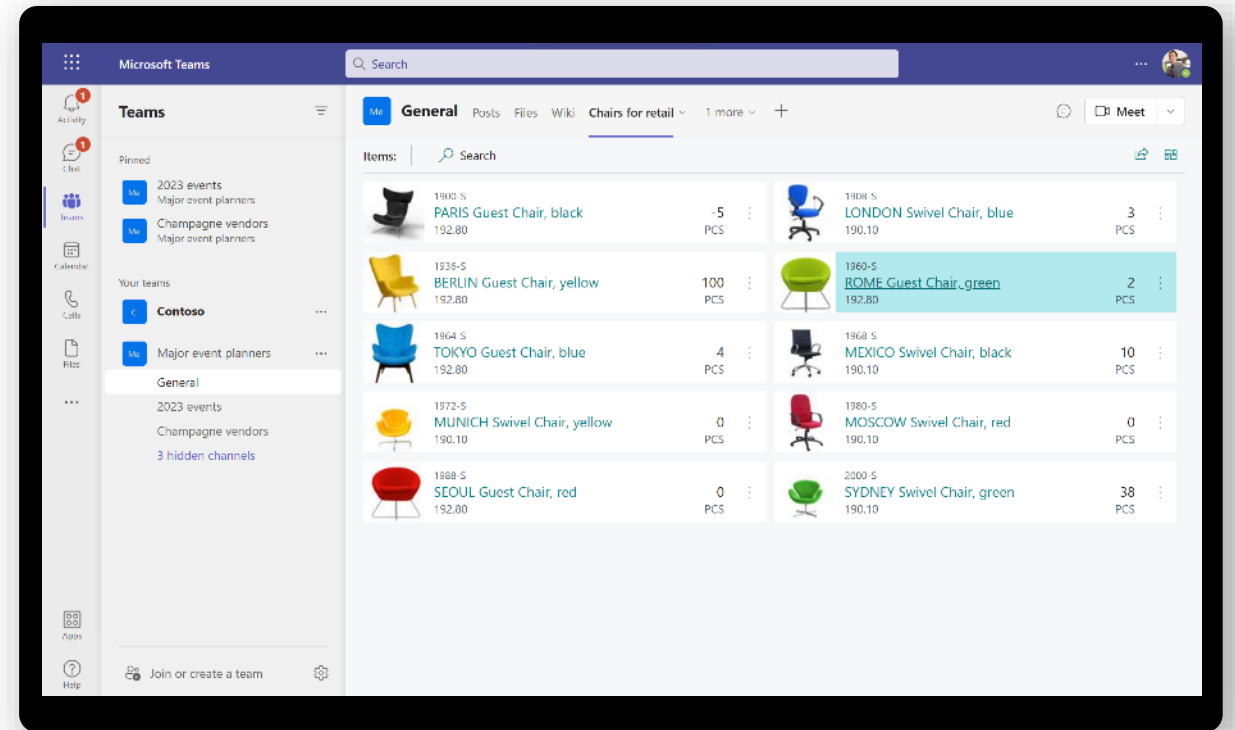 Microsoft Teams
Search
1
Activity
1
Chat
Teams
Calendar
Calls
Files
Apps
Help
Teams
Pinned
Me
2023 events
Major event planners
Me
Champagne vendors
Major event planners
Your teams
C
Contoso
Me
Major event planners
General
2023 events
Champagne vendors
3 hidden channels
Join or create a team
Me
General Posts Files Wiki Chairs for retail 1 more
Meet
Items: Search
1900-S
PARIS Guest Chair, black -5
192.80 PCS
1908-S
LONDON Swivel Chair, blue 3
190.10 PCS
1936-S
BERLIN Guest Chair, yellow 100
192.80 PCS
1960-S
ROME Guest Chair, green 2
192.80 PCS
1964-S
TOKYO Guest Chair, blue 4
192.80 PCS
1968-S
MEXICO Swivel Chair, black 10
190.10 PCS
1972-S
MUNICH Swivel Chair, yellow 0
190.10 PCS
1980-S
MOSCOW Swivel Chair, red 0
190.10 PCS
1988-S
SEOUL Guest Chair, red 0
192.80 PCS
2000-S
SYDNEY Swivel Chair, green 38
190.10 PCS